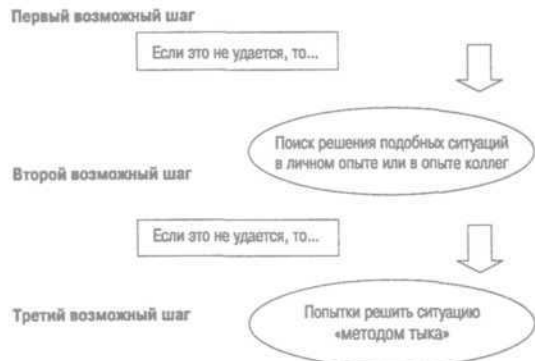 Первый возможный шаг
Если это не удается, то...
Поиск решения подобных ситуаций
в личном опыте или в опыте коллег
Второй возможный шаг
Если это не удается, то...
Третий возможный шаг
Попытки решить ситуацию
«методом тыка»